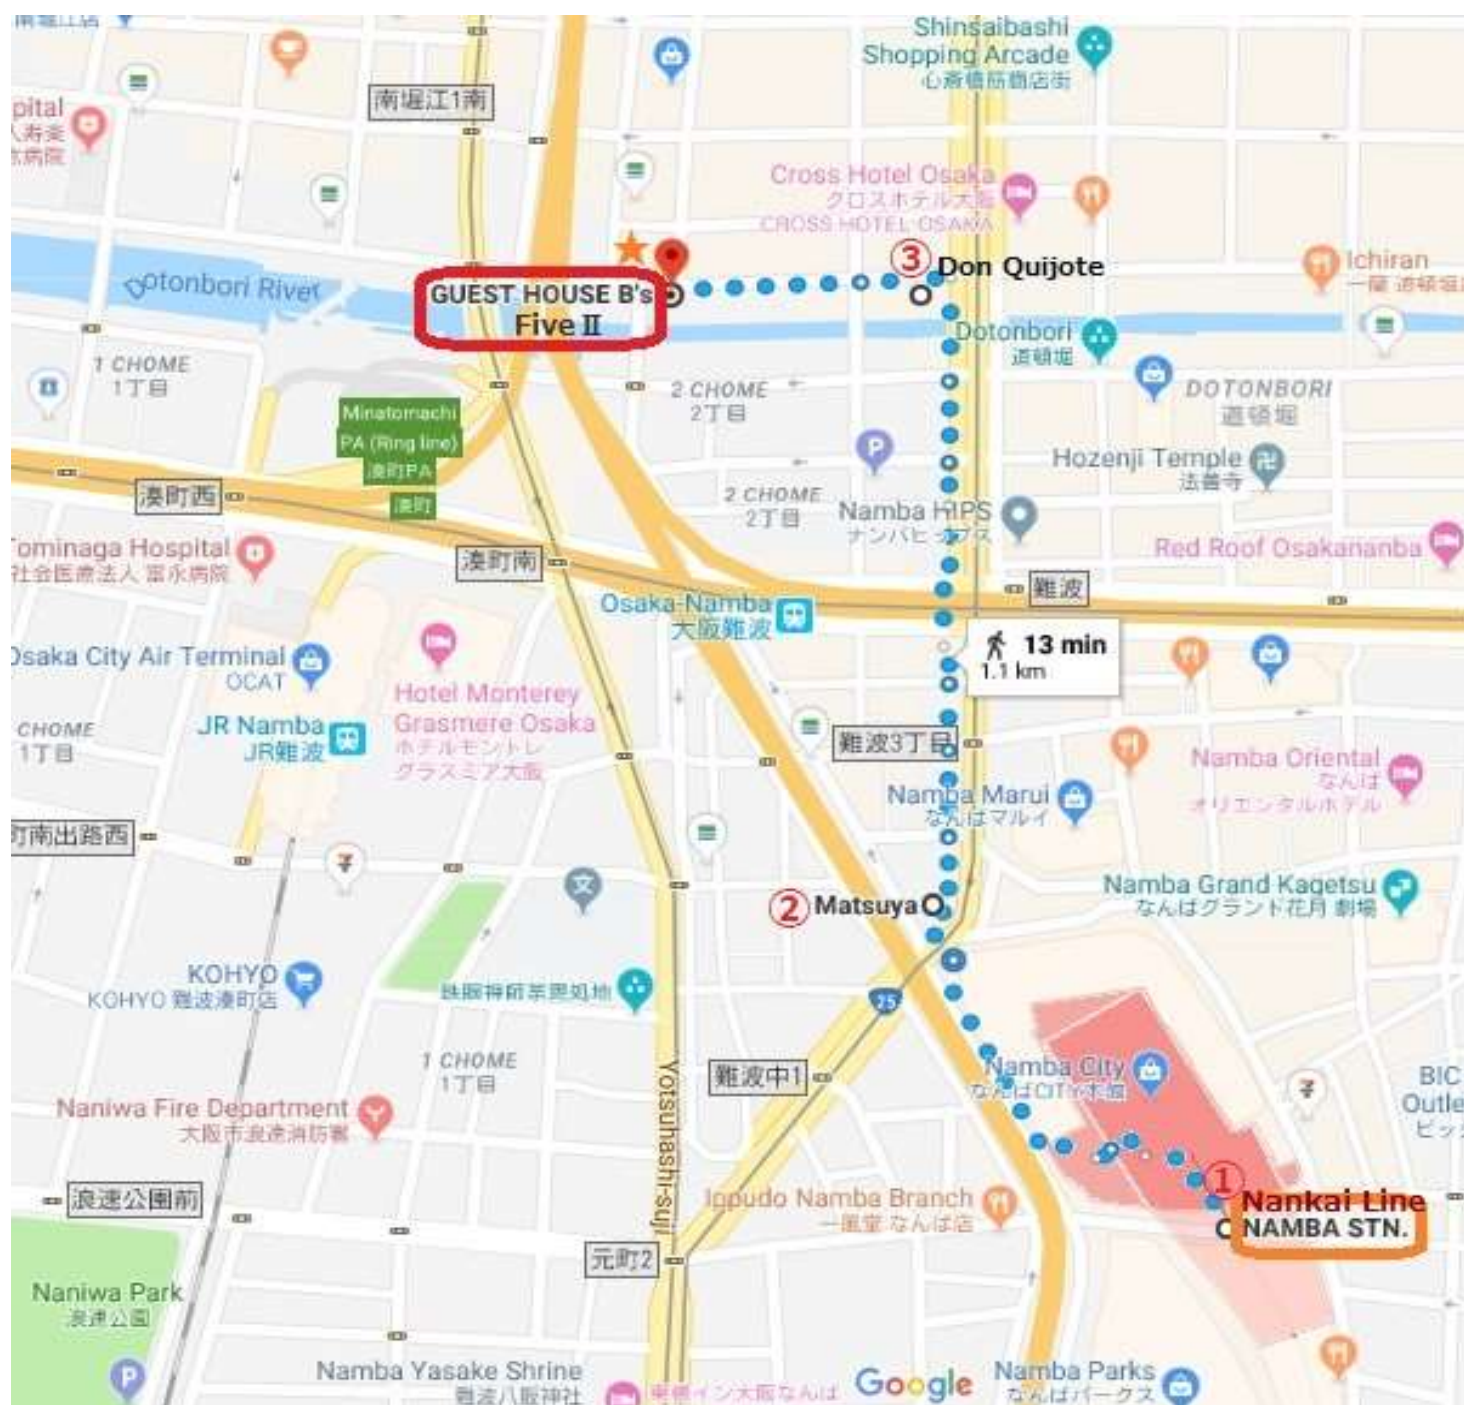 Shinsaibashi
Shopping Arcade
心斎橋筋商店街
南堀江1南
pital
Cross Hotel Osaka
クロスホテル大阪
CROSS HOTEL OSAKA
③ Don Quijote
Ichiran
Dotonbori River
GUEST HOUSE B's
Five Ⅱ
Dotonbori
道頓堀
1 CHOME
1丁目
2 CHOME
2丁目
DOTONBORI
道頓堀
Minatomachi
PA (Ring line)
湊町PA
湊町
P
Hozenji Temple
法善寺
湊町西
2 CHOME
2丁目
Namba HIPS
ナンバヒップス
Tominaga Hospital
社会医療法人 富永病院
湊町南
Red Roof Osakananba
難波
Osaka-Namba
大阪難波
13 min
1.1 km
Osaka City Air Terminal
OCAT
Hotel Monterey
Grasmere Osaka
ホテルモントレ
グラスミア大阪
CHOME
1丁目
JR Namba
JR難波
難波3丁目
Namba Oriental
なんば
オリエンタルホテル
Namba Marui
なんばマルイ
町南出路西
文
Namba Grand Kagetsu
なんばグランド花月 劇場
② Matsuya
KOHYO
KOHYO 難波湊町店
25
1 CHOME
1丁目
Yotsuhashi-suji
難波中1
Namba City
なんばCITY本館
BIC
Outle
ビッ
Naniwa Fire Department
大阪市浪速消防署
①
Nankai Line
NAMBA STN.
浪速公園前
Ippudo Namba Branch
一風堂 なんば店
元町2
Naniwa Park
浪速公園
P
Namba Yasaka Shrine
難波八阪神社
東横イン大阪なんば
Google
Namba Parks
なんばパークス